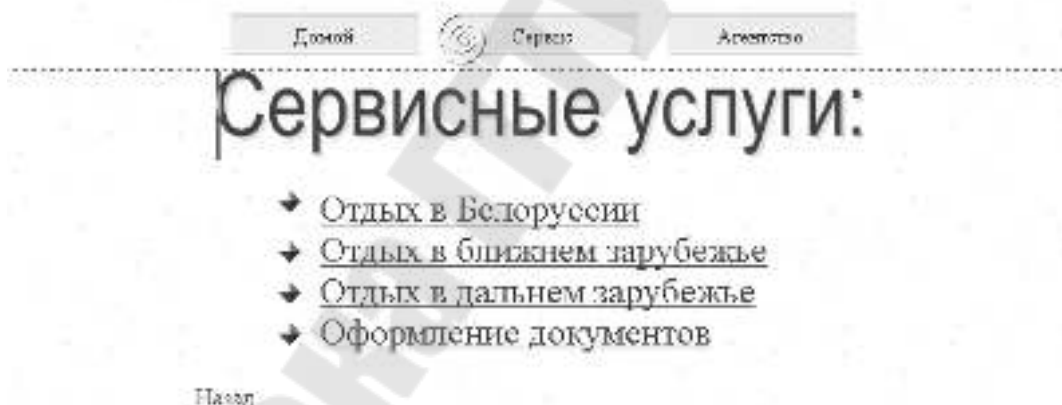 Домой Сервис Агентство
Сервисные услуги:
Отдых в Белоруссии
Отдых в ближнем зарубежье
Отдых в дальнем зарубежье
Оформление документов
Назад